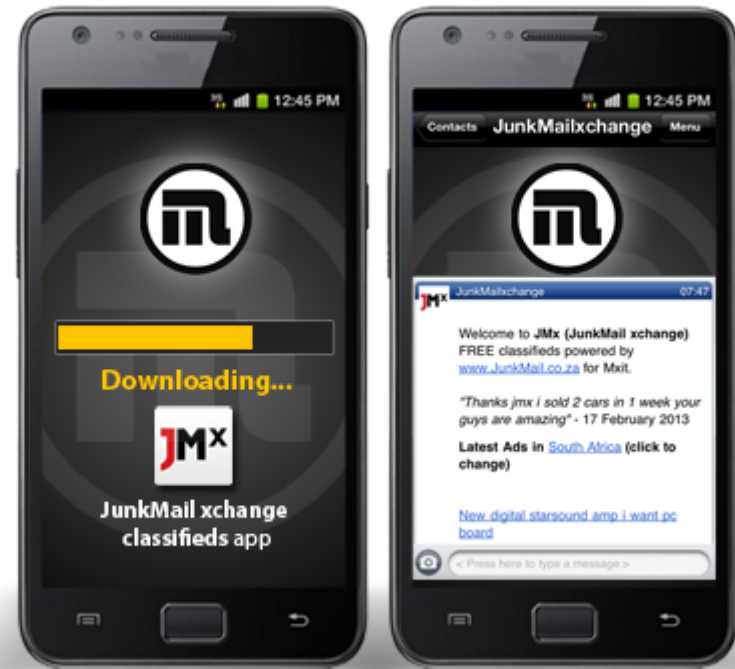 3G 12:45 PM
Downloading...
JMx
JunkMail xchange
classifieds app
3G 12:45 PM
Contacts JunkMailxchange Menu
JMx JunkMailxchange 07:47
Welcome to JMx (JunkMail xchange)
FREE classifieds powered by
www.JunkMail.co.za for Mxit.
"Thanks jmx i sold 2 cars in 1 week your
guys are amazing" - 17 February 2013
Latest Ads in South Africa (click to
change)
New digital starsound amp i want pc
board
< Press here to type a message >